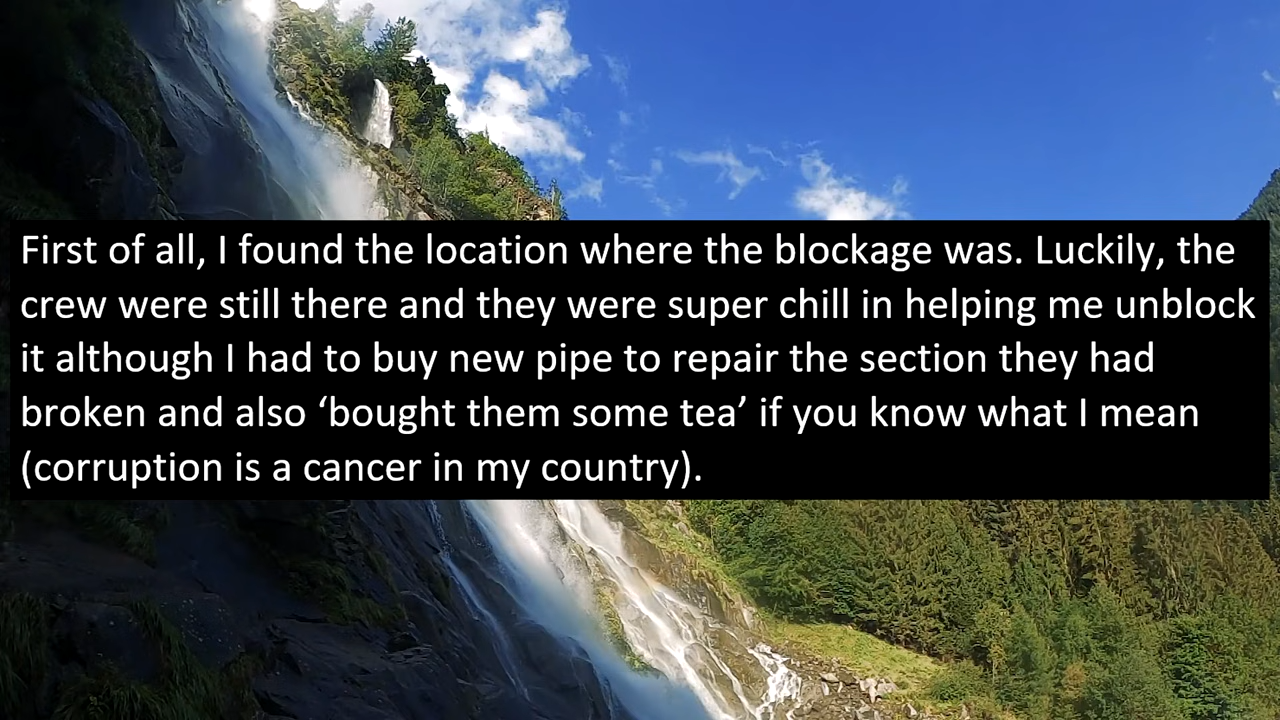 First of all, I found the location where the blockage was. Luckily, the
crew were still there and they were super chill in helping me unblock
it although I had to buy new pipe to repair the section they had
broken and also ‘bought them some tea’ if you know what I mean
(corruption is a cancer in my country).